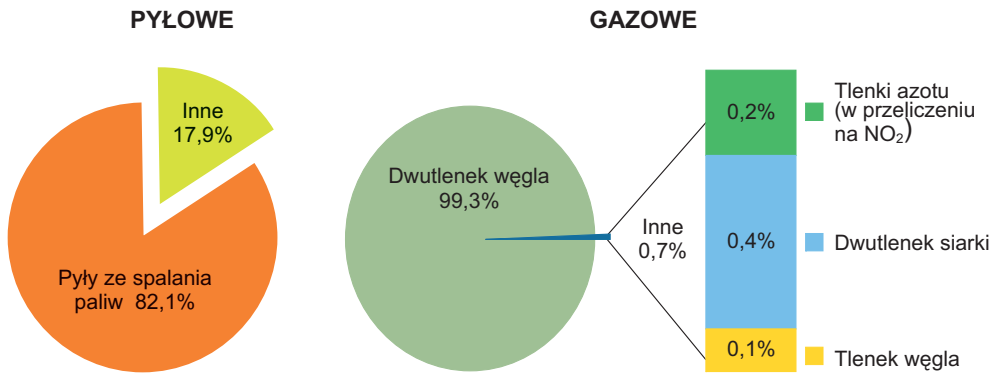 PYŁOWE
Inne
17,9%
Pyły ze spalania
paliw 82,1%
GAZOWE
Dwutlenek węgla
99,3%
Inne
0,7%
0,2%
0,4%
0,1%
Tlenki azotu
(w przeliczeniu
na NO₂)
Dwutlenek siarki
Tlenek węgla